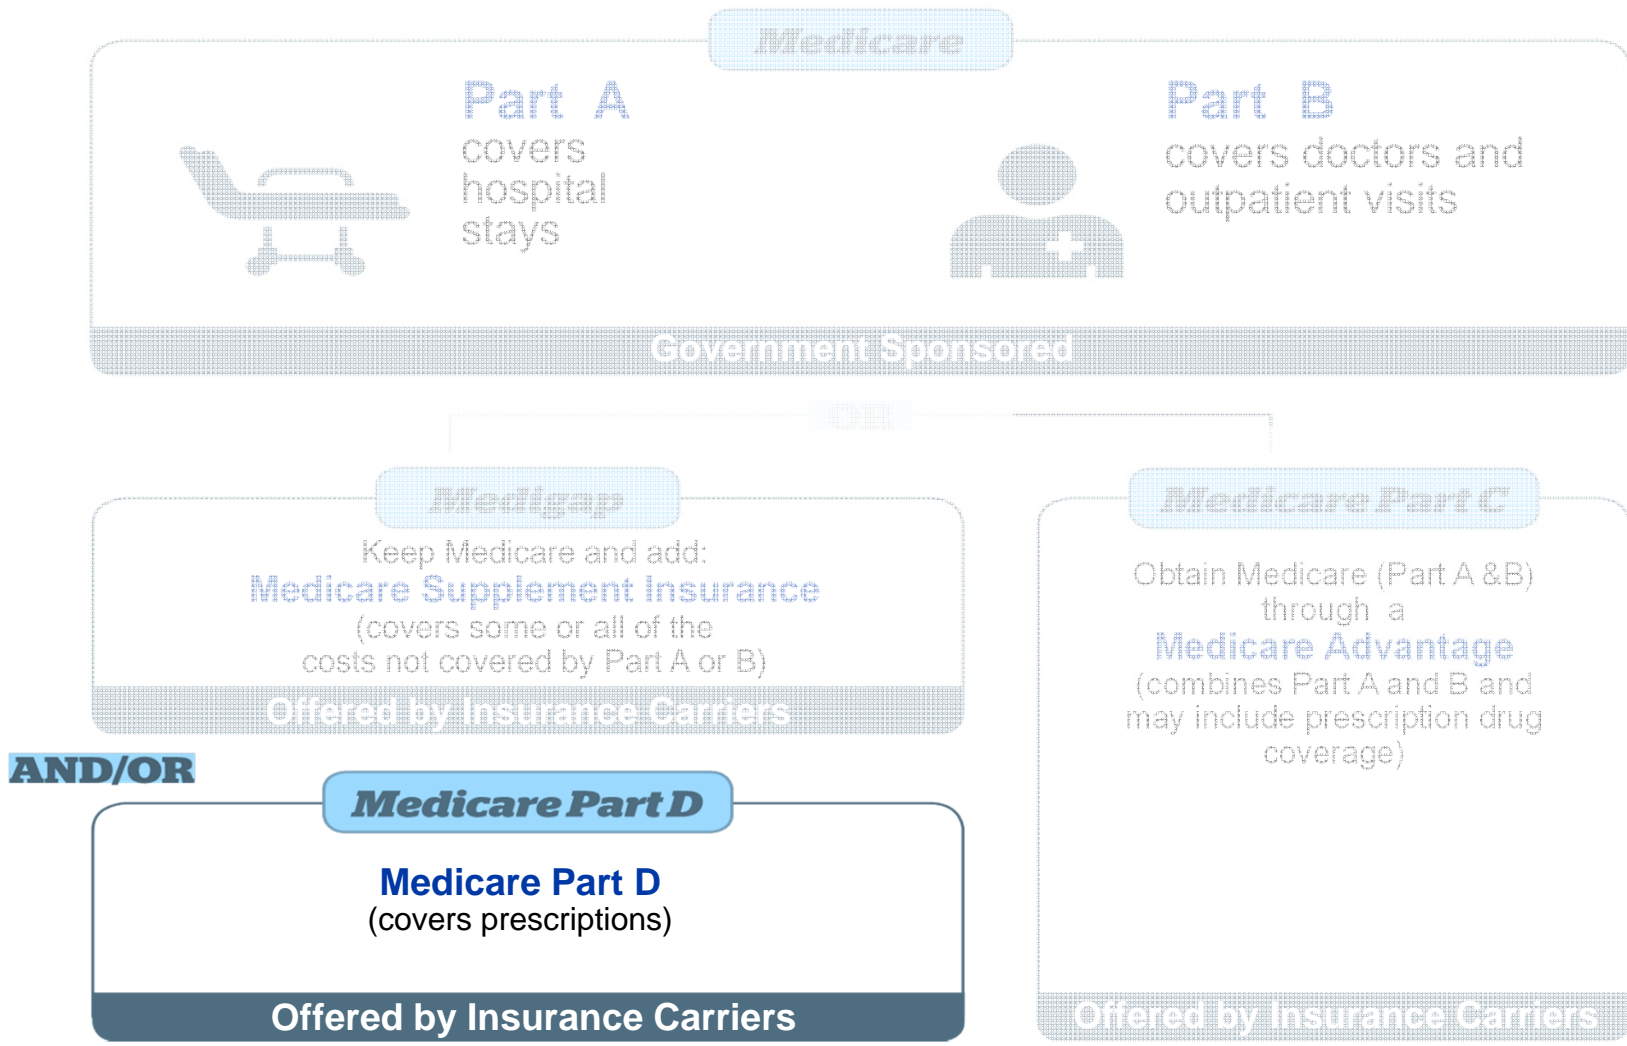 Medicare
Part A
covers
hospital
stays
Part B
covers doctors and
outpatient visits
Government Sponsored
OR
Medigap
Keep Medicare and add:
Medicare Supplement Insurance
(covers some or all of the
costs not covered by Part A or B)
Offered by Insurance Carriers
AND/OR
Medicare Part D
Medicare Part D
(covers prescriptions)
Offered by Insurance Carriers
Medicare Part C
Obtain Medicare (Part A &B)
through a
Medicare Advantage
(combines Part A and B and
may include prescription drug
coverage)
Offered by Insurance Carriers